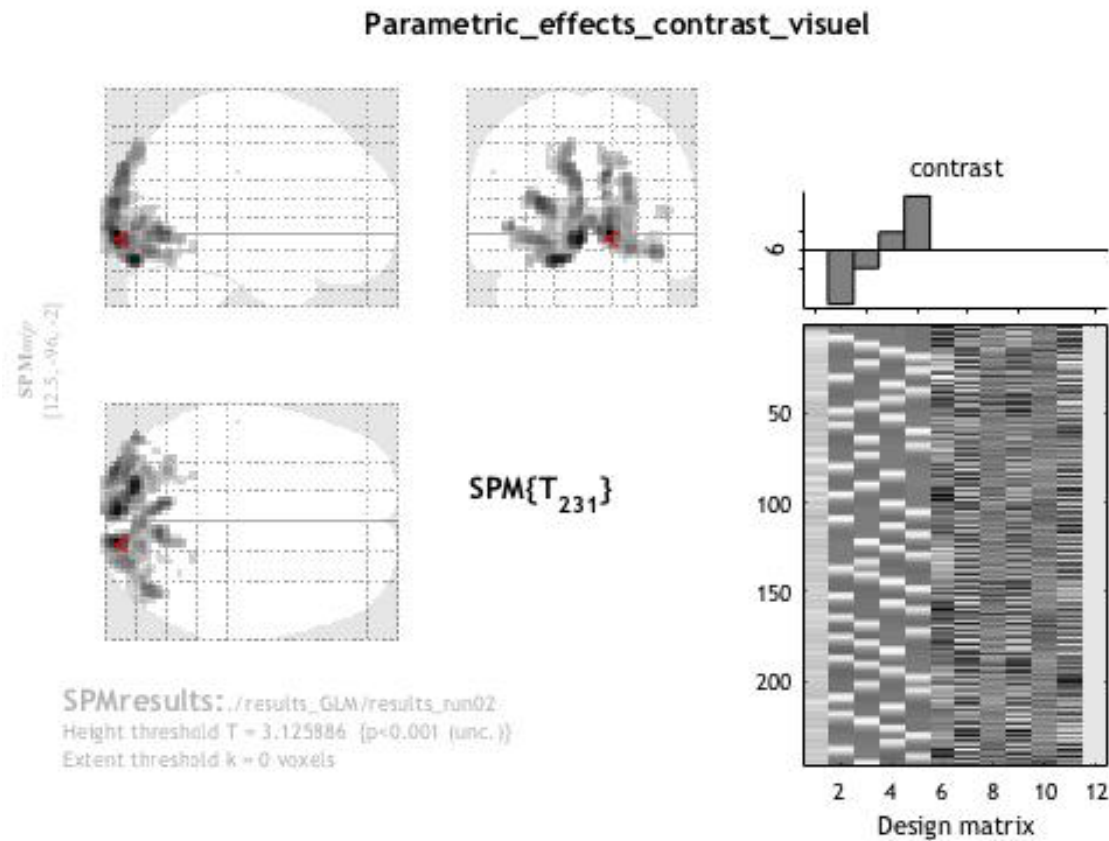 Parametric_effects_contrast_visuel
contrast
6
SPMmip
[12.5, -96, -2]
50
100
150
200
SPM{T_231}
SPMresults: ./results_GLM/results_run02
Height threshold T = 3.125886 {p<0.001 (unc.)}
Extent threshold k = 0 voxels
2 4 6 8 10 12
Design matrix